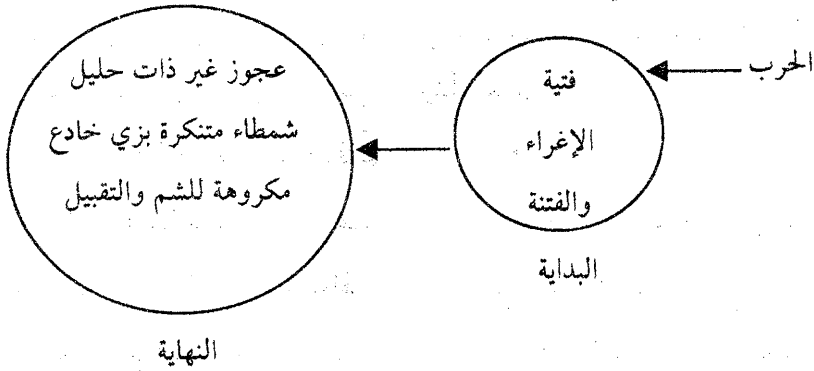 الحرب
فتية
الإغراء
والفتنة
البداية
عجوز غير ذات حليل
شمطاء متنكرة بزي خادع
مكروهة للشم والتقبيل
النهاية